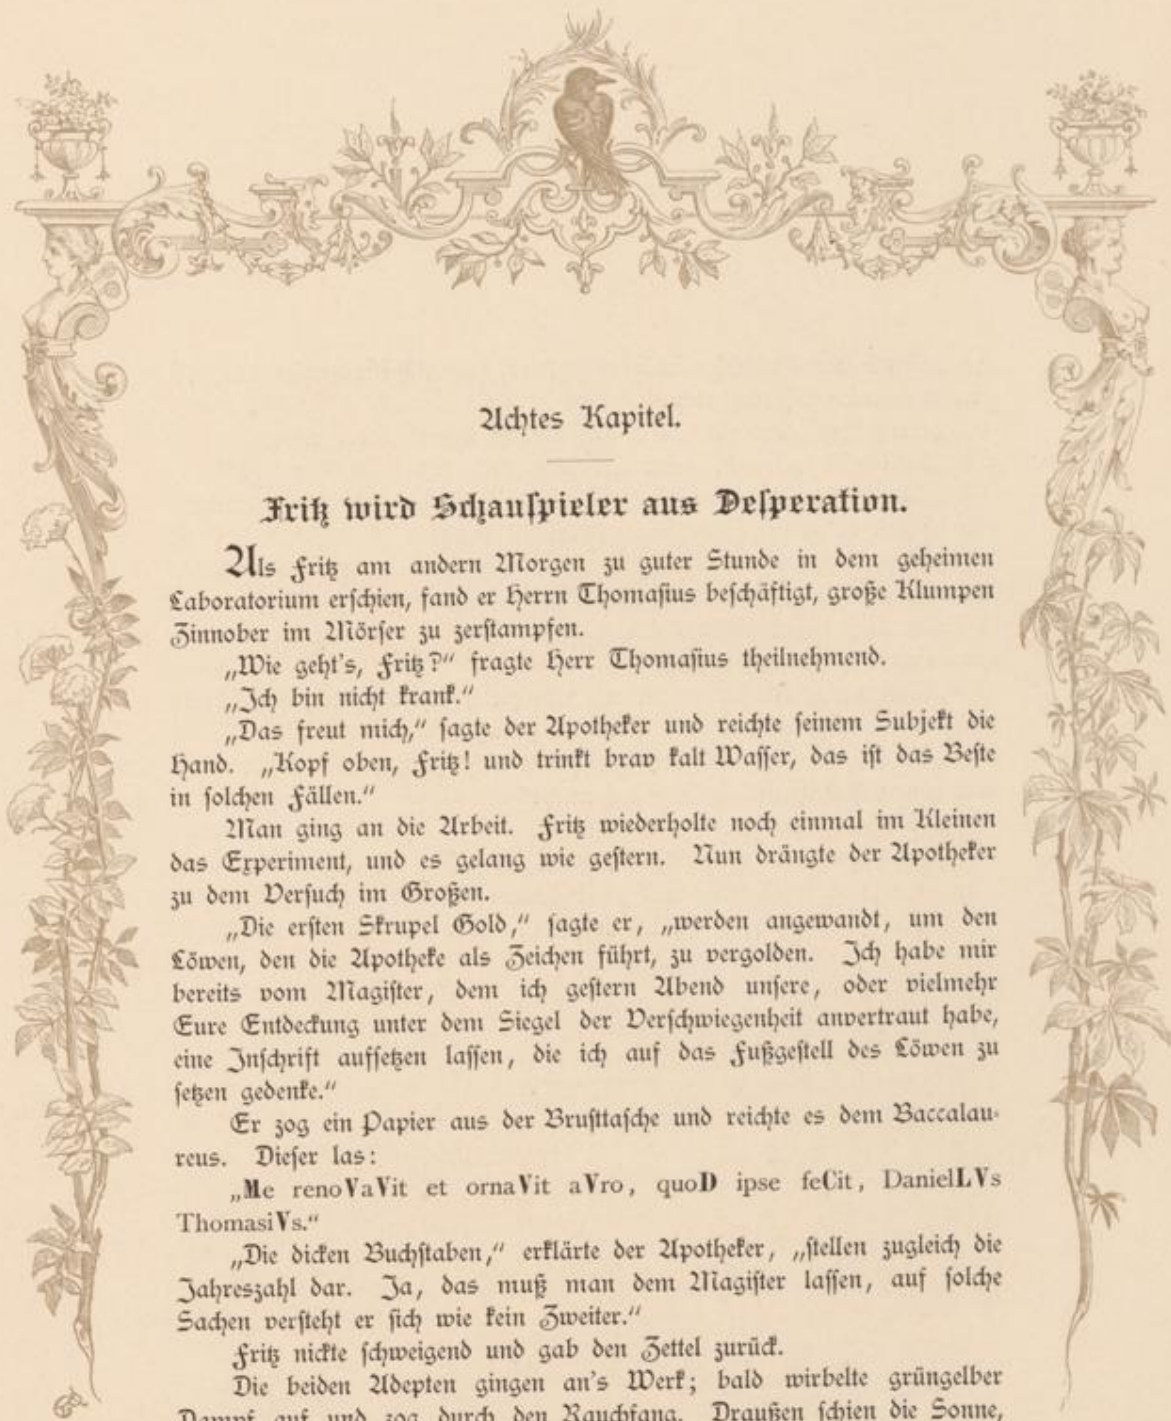 Achtes Kapitel.
Fritz wird Schauspieler aus Desperation.
Als Fritz am andern Morgen zu guter Stunde in dem geheimen
Laboratorium erschien, fand er Herrn Thomasius beschäftigt, große Klumpen
Zinnober im Mörser zu zerstampfen.
„Wie geht's, Fritz?“ fragte Herr Thomasius theilnehmend.
„Ich bin nicht krank.“
„Das freut mich,“ sagte der Apotheker und reichte seinem Subjekt die
Hand. „Kopf oben, Fritz! und trinkt brav kalt Wasser, das ist das Beste
in solchen Fällen.“
Man ging an die Arbeit. Fritz wiederholte noch einmal im Kleinen
das Experiment, und es gelang wie gestern. Nun drängte der Apotheker
zu dem Versuch im Großen.
„Die ersten Skrupel Gold,“ sagte er, „werden angewandt, um den
Löwen, den die Apotheke als Zeichen führt, zu vergolden. Ich habe mir
bereits vom Magister, dem ich gestern Abend unsere, oder vielmehr
Eure Entdeckung unter dem Siegel der Verschwiegenheit anvertraut habe,
eine Inschrift aufsetzen lassen, die ich auf das Fußgestell des Löwen zu
setzen gedenke.“
Er zog ein Papier aus der Brusttasche und reichte es dem Baccalau-
reus. Dieser las:
„Me renoVaVit et ornaVit aVro, quoD ipse feCit, DanielLVs
ThomasiVs.“
„Die dicken Buchstaben,“ erklärte der Apotheker, „stellen zugleich die
Jahreszahl dar. Ja, das muß man dem Magister lassen, auf solche
Sachen versteht er sich wie kein Zweiter.“
Fritz nickte schweigend und gab den Zettel zurück.
Die beiden Adepten gingen an's Werk; bald wirbelte grüngelber
Dampf auf und zog durch den Rauchfang. Draußen schien die Sonne,